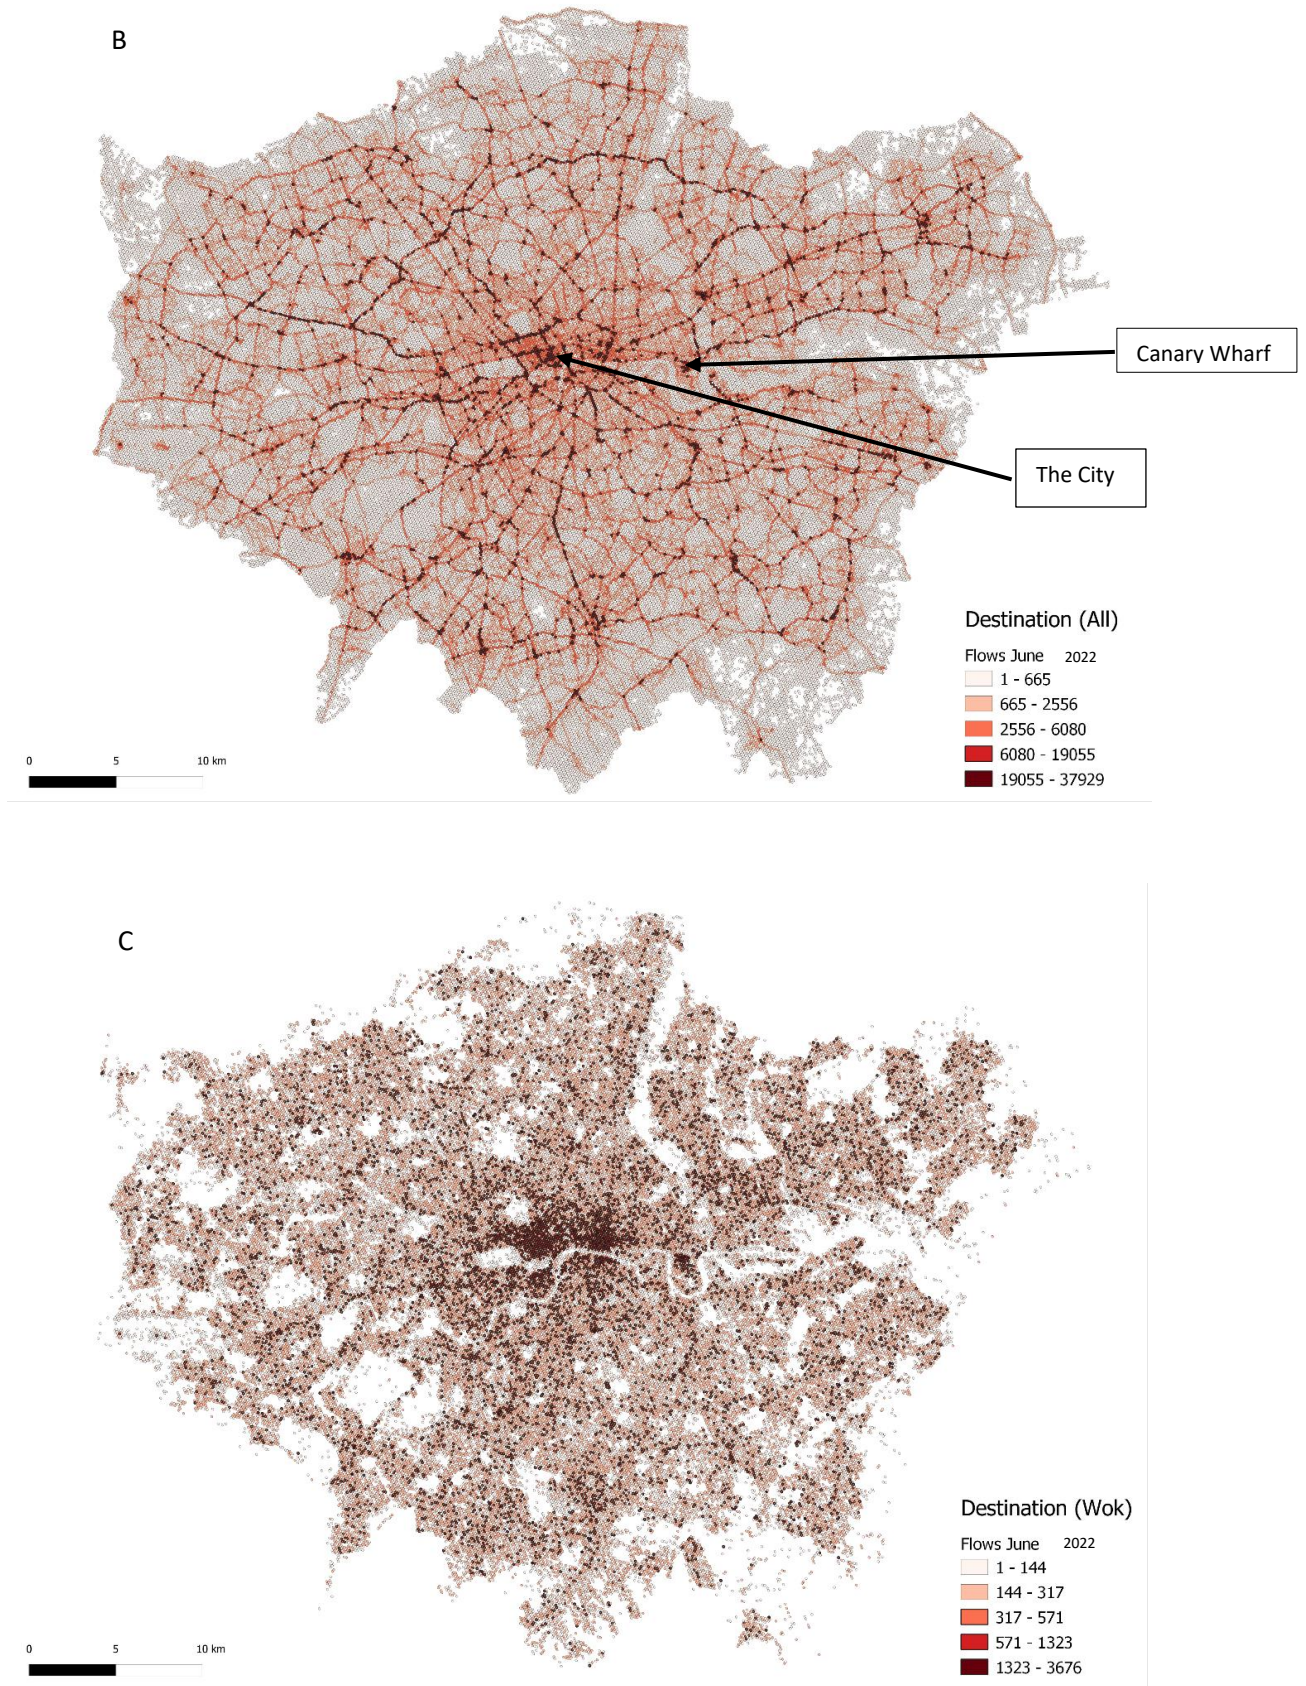 B
Canary Wharf
The City
Destination (All)
Flows June 2022
1 - 665
665 - 2556
2556 - 6080
6080 - 19055
19055 - 37929
0 5 10 km
C
Destination (Wok)
Flows June 2022
1 - 144
144 - 317
317 - 571
571 - 1323
1323 - 3676
0 5 10 km